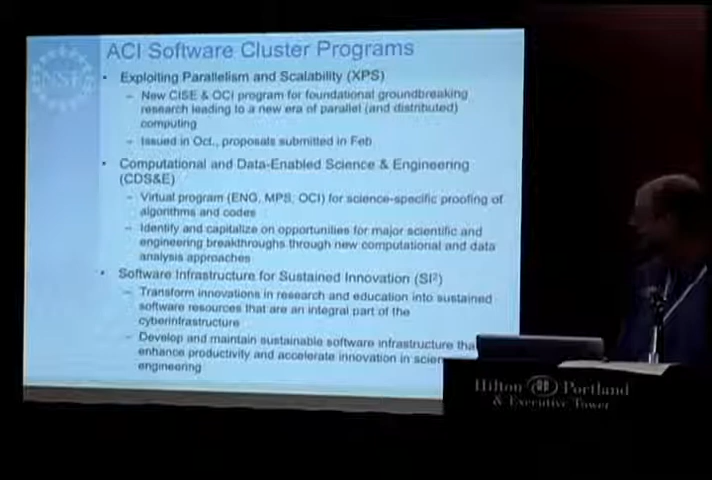 ACI Software Cluster Programs
NSF
• Exploiting Parallelism and Scalability (XPS)
– New CISE & OCI program for foundational groundbreaking
research leading to a new era of parallel (and distributed)
computing
– Issued in Oct., proposals submitted in Feb
• Computational and Data-Enabled Science & Engineering
(CDS&E)
– Virtual program (ENG, MPS, OCI) for science-specific proofing of
algorithms and codes
– Identify and capitalize on opportunities for major scientific and
engineering breakthroughs through new computational and data
analysis approaches
• Software Infrastructure for Sustained Innovation (SI²)
– Transform innovations in research and education into sustained
software resources that are an integral part of the
cyberinfrastructure
– Develop and maintain sustainable software infrastructure tha
enhance productivity and accelerate innovation in scien
engineering
Hilton Portland
& Executive Tower